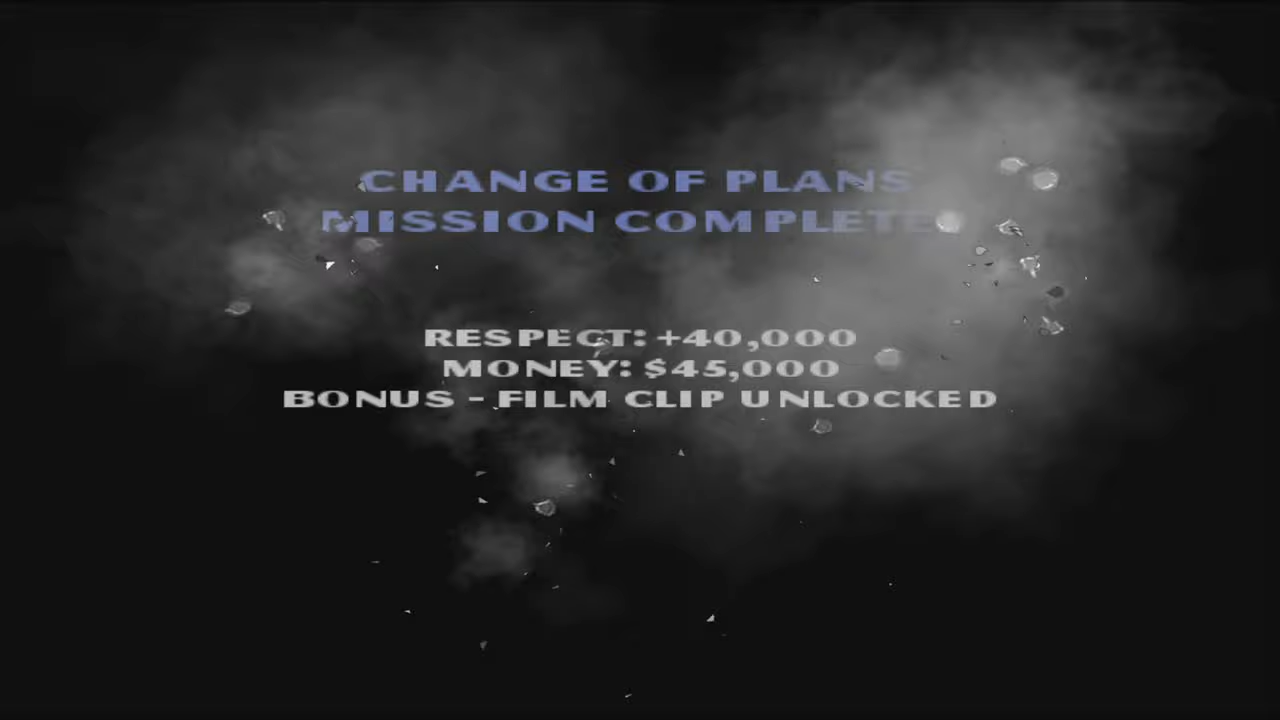 CHANGE OF PLANS
MISSION COMPLETE
RESPECT: +40,000
MONEY: $45,000
BONUS - FILM CLIP UNLOCKED